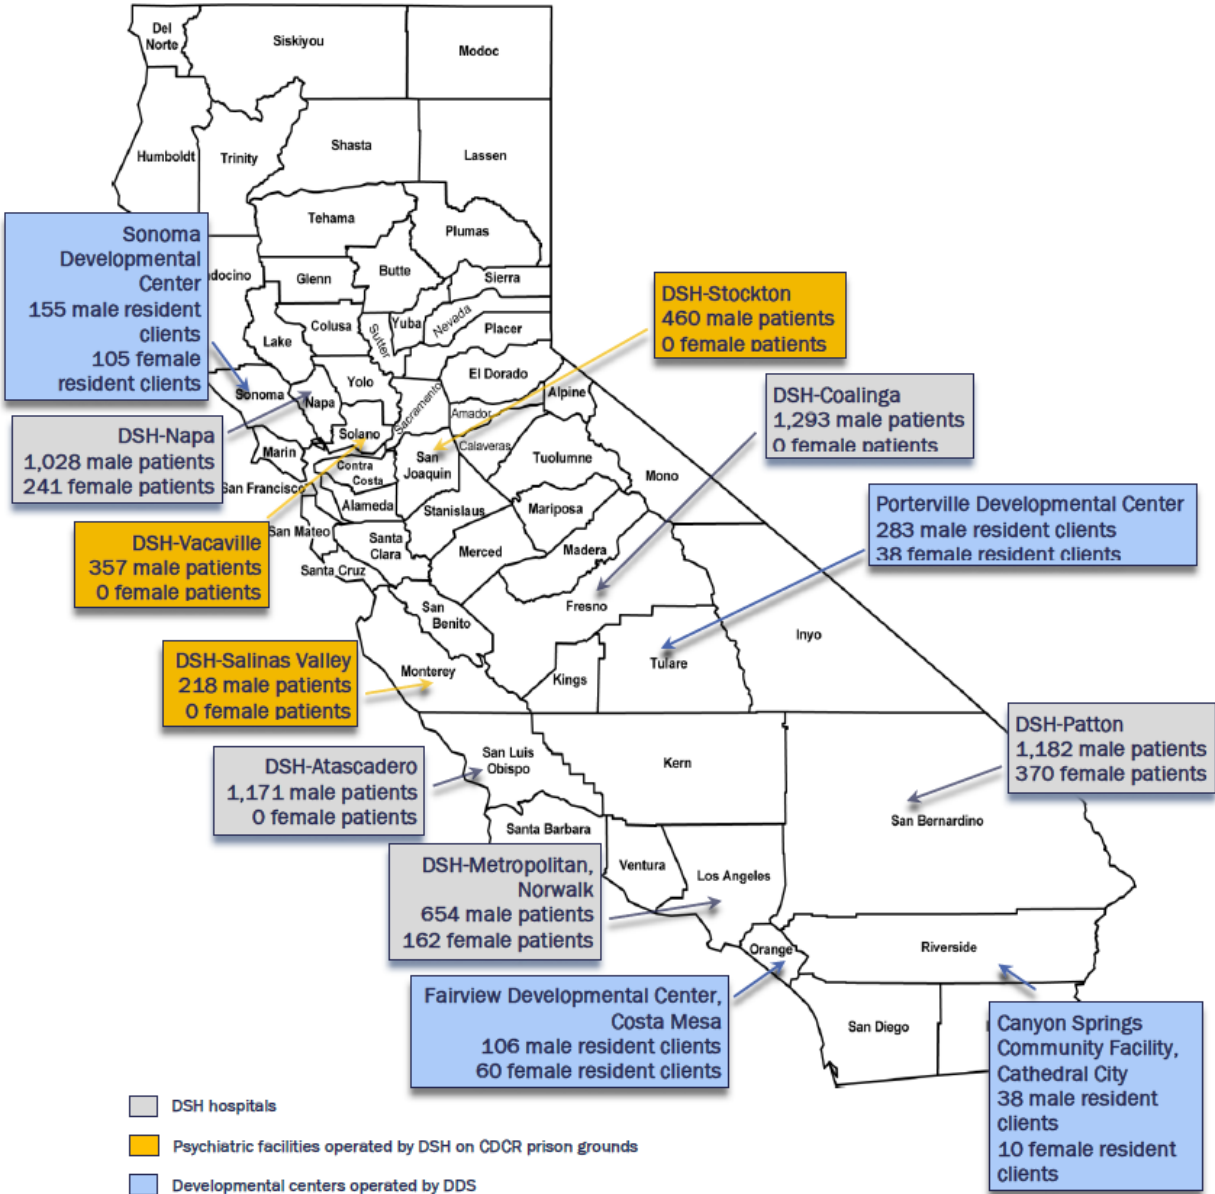 Del
Norte
Siskiyou
Modoc
Humboldt
Trinity
Shasta
Lassen
Tehama
Plumas
Sonoma
Developmental
Center
155 male resident
clients
105 female
resident clients
Glenn
Butte
Sierra
Colusa
Sutter
Yuba
Nevada
Placer
Lake
DSH-Stockton
460 male patients
0 female patients
Sonoma
Napa
Yolo
Sacramento
El Dorado
Alpine
Amador
DSH-Coalinga
1,293 male patients
0 female patients
DSH-Napa
1,028 male patients
241 female patients
Solano
Marin
Contra
Costa
San
Joaquin
Calaveras
Tuolumne
Mono
San Francisco
Alameda
Stanislaus
Mariposa
Porterville Developmental Center
283 male resident clients
38 female resident clients
DSH-Vacaville
357 male patients
0 female patients
San Mateo
Santa
Clara
Santa Cruz
Merced
Madera
San
Benito
Fresno
Inyo
DSH-Salinas Valley
218 male patients
0 female patients
Monterey
Kings
Tulare
DSH-Atascadero
1,171 male patients
0 female patients
San Luis
Obispo
Kern
DSH-Patton
1,182 male patients
370 female patients
San Bernardino
Santa Barbara
DSH-Metropolitan,
Norwalk
654 male patients
162 female patients
Ventura
Los Angeles
Orange
Riverside
Fairview Developmental Center,
Costa Mesa
106 male resident clients
60 female resident clients
San Diego
Canyon Springs
Community Facility,
Cathedral City
38 male resident
clients
10 female resident
clients
DSH hospitals
Psychiatric facilities operated by DSH on CDCR prison grounds
Developmental centers operated by DDS